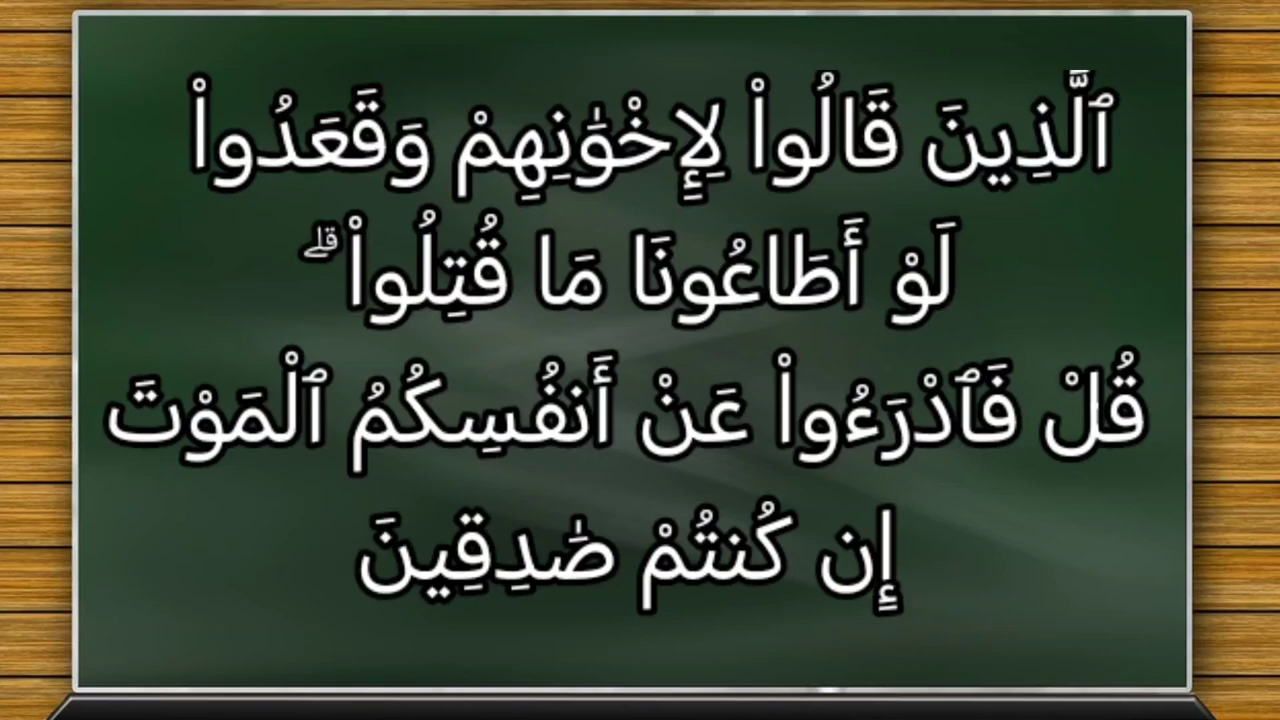 ٱلَّذِينَ قَالُوا۟ لِإِخْوَٰنِهِمْ وَقَعَدُوا۟
لَوْ أَطَاعُونَا مَا قُتِلُوا۟ ۗ
قُلْ فَٱدْرَءُوا۟ عَنْ أَنفُسِكُمُ ٱلْمَوْتَ
إِن كُنتُمْ صَٰدِقِينَ